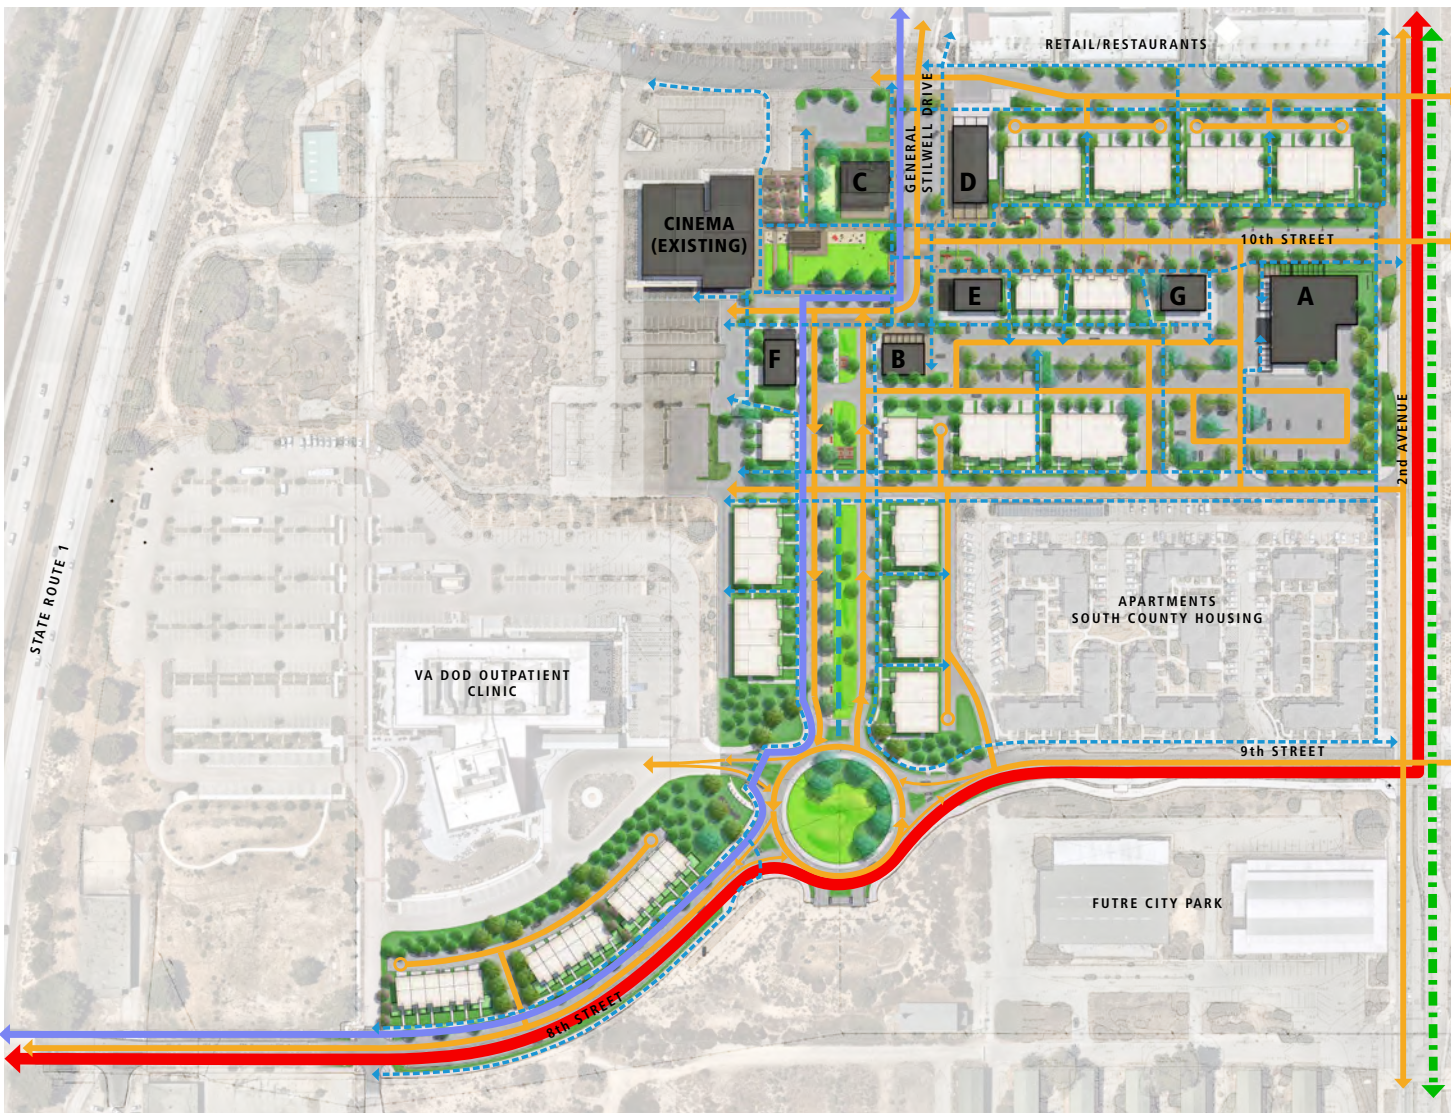 RETAIL/RESTAURANTS
GENERAL
STILWELL DRIVE
C
D
CINEMA
(EXISTING)
10th STREET
E
G
A
F
B
2nd AVENUE
STATE ROUTE 1
APARTMENTS
SOUTH COUNTY HOUSING
VA DOD OUTPATIENT
CLINIC
9th STREET
FUTRE CITY PARK
8th STREET